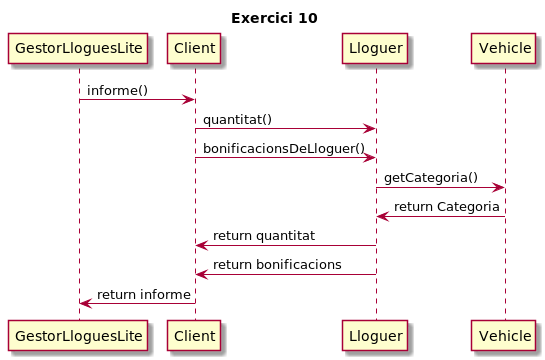 Exercici 10
GestorLloguesLite
Client
Lloguer
Vehicle
informe()
quantitat()
bonificacionsDeLloguer()
getCategoria()
return Categoria
return quantitat
return bonificacions
return informe
GestorLloguesLite
Client
Lloguer
Vehicle